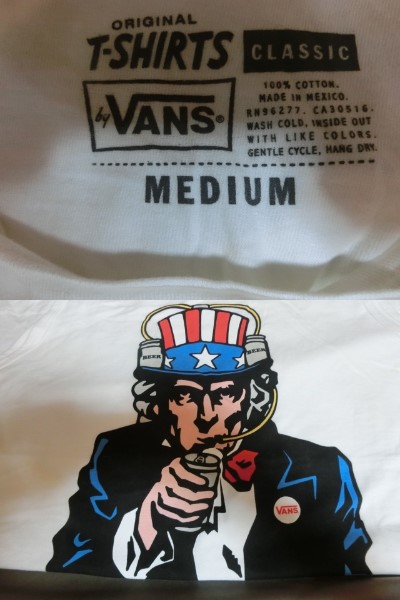 ORIGINAL
T-SHIRTS
CLASSIC
by VANS®
100% COTTON.
MADE IN MEXICO.
RN96277. CA30516.
WASH COLD, INSIDE OUT
WITH LIKE COLORS.
GENTLE CYCLE, HANG DRY.
MEDIUM
BEER
BEER
VANS